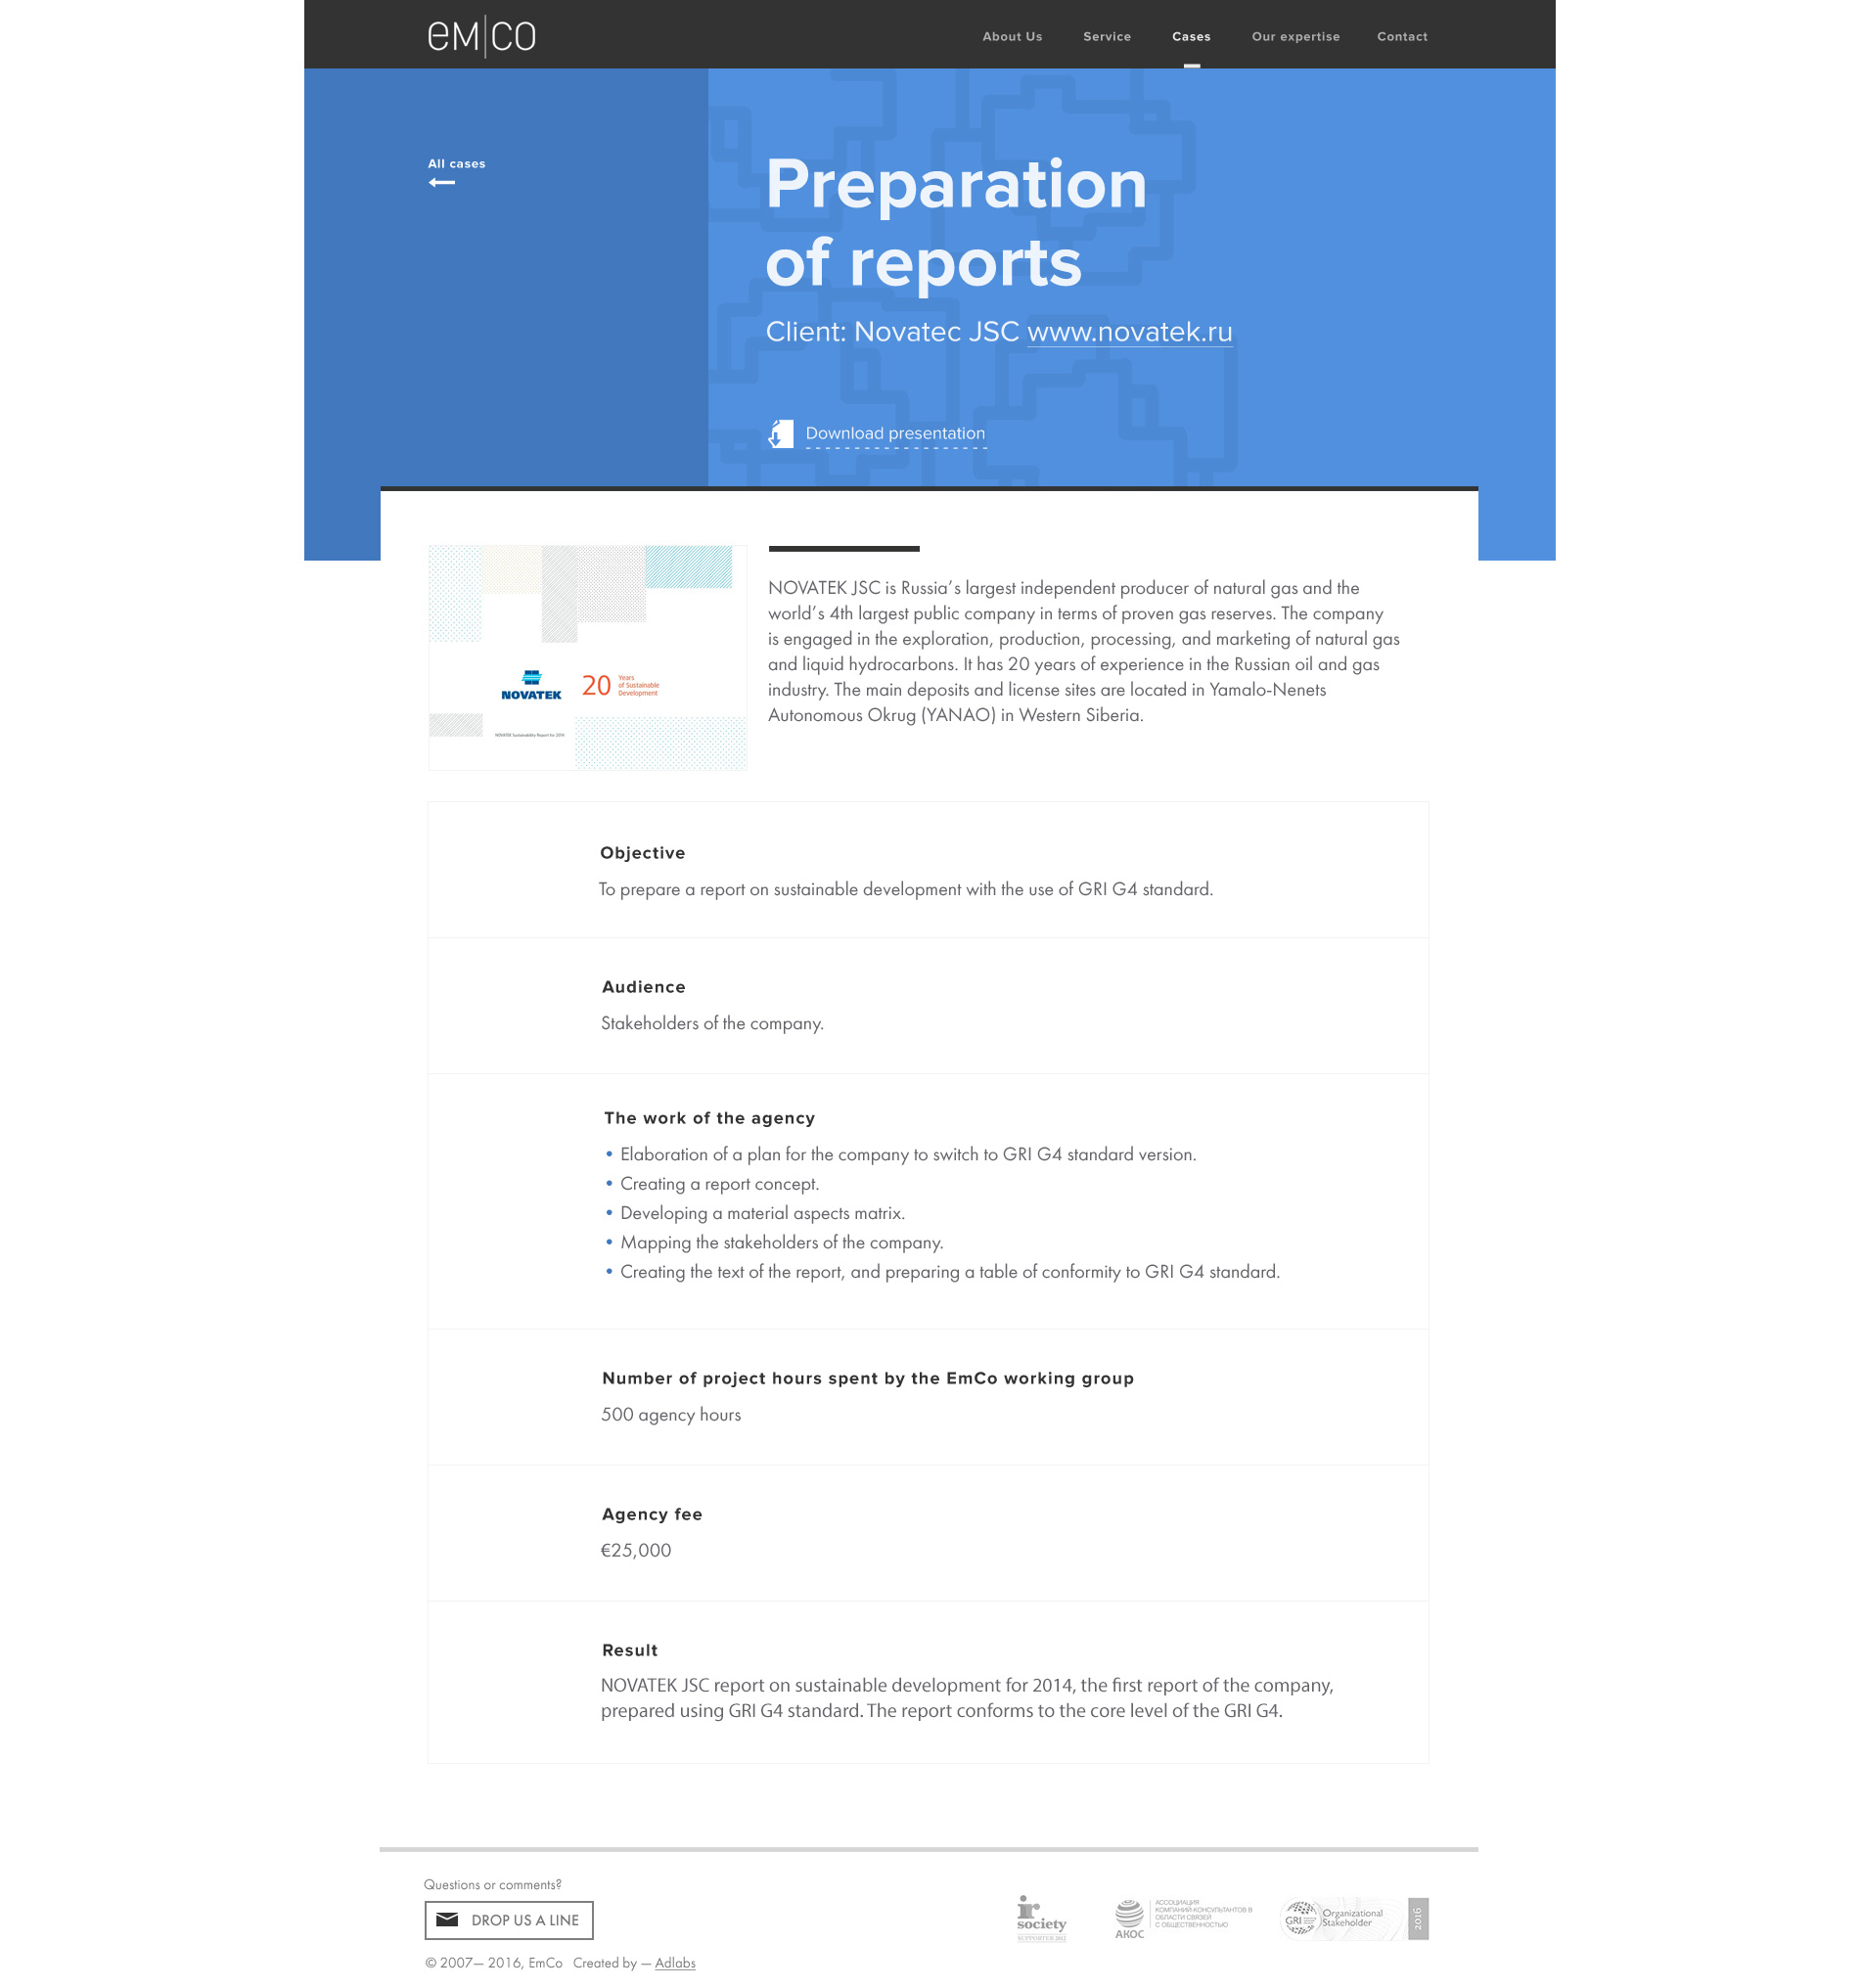 em|co
About Us Service Cases Our expertise Contact
All cases
Preparation
of reports
Client: Novatec JSC www.novatek.ru
Download presentation
NOVATEK JSC is Russia’s largest independent producer of natural gas and the
world’s 4th largest public company in terms of proven gas reserves. The company
is engaged in the exploration, production, processing, and marketing of natural gas
and liquid hydrocarbons. It has 20 years of experience in the Russian oil and gas
industry. The main deposits and license sites are located in Yamalo-Nenets
Autonomous Okrug (YANAO) in Western Siberia.
NOVATEK
20 Years
of Sustainable
Development
NOVATEK Sustainability Report for 2014
Objective
To prepare a report on sustainable development with the use of GRI G4 standard.
Audience
Stakeholders of the company.
The work of the agency
• Elaboration of a plan for the company to switch to GRI G4 standard version.
• Creating a report concept.
• Developing a material aspects matrix.
• Mapping the stakeholders of the company.
• Creating the text of the report, and preparing a table of conformity to GRI G4 standard.
Number of project hours spent by the EmCo working group
500 agency hours
Agency fee
€25,000
Result
NOVATEK JSC report on sustainable development for 2014, the first report of the company,
prepared using GRI G4 standard. The report conforms to the core level of the GRI G4.
Questions or comments?
DROP US A LINE
© 2007— 2016, EmCo Created by — Adlabs
ir
society
SUPPORTER 2012
АКОС
АССОЦИАЦИЯ
КОМПАНИЙ-КОНСУЛЬТАНТОВ В
ОБЛАСТИ СВЯЗЕЙ
С ОБЩЕСТВЕННОСТЬЮ
GRI
Organizational
Stakeholder
2016